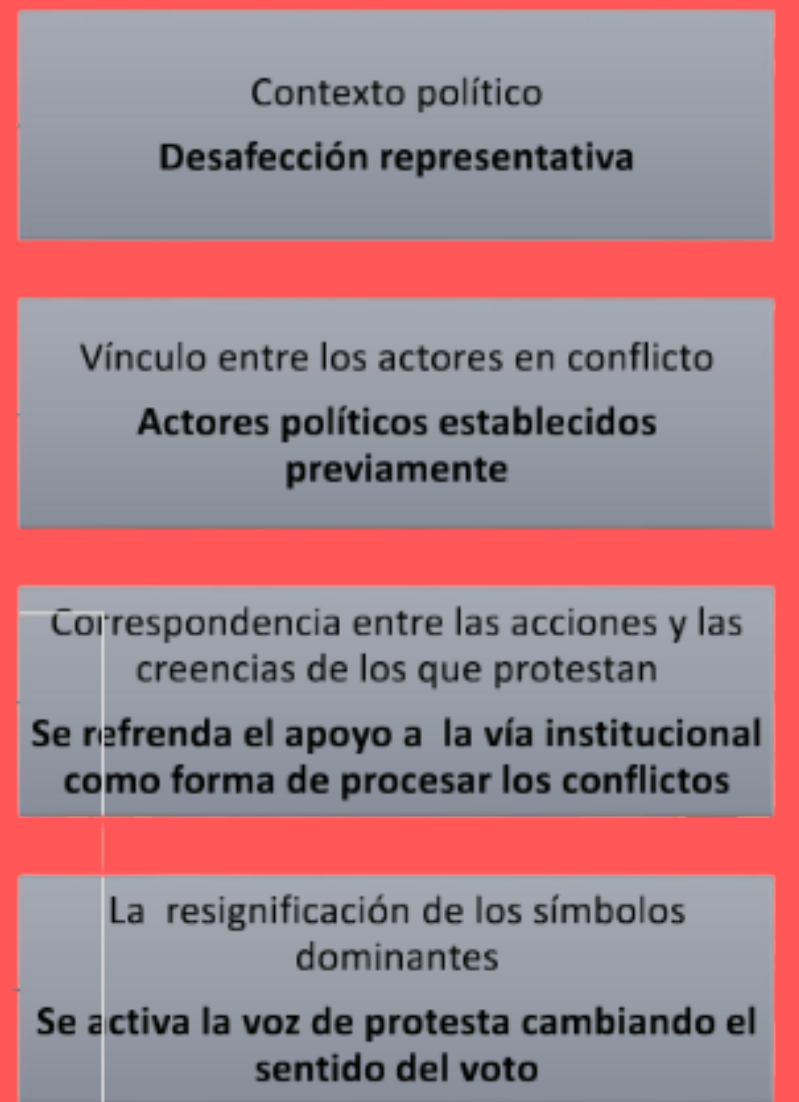 Contexto político
Desafección representativa
Vínculo entre los actores en conflicto
Actores políticos establecidos
previamente
Correspondencia entre las acciones y las
creencias de los que protestan
Se refrenda el apoyo a la vía institucional
como forma de procesar los conflictos
La resignificación de los símbolos
dominantes
Se activa la voz de protesta cambiando el
sentido del voto